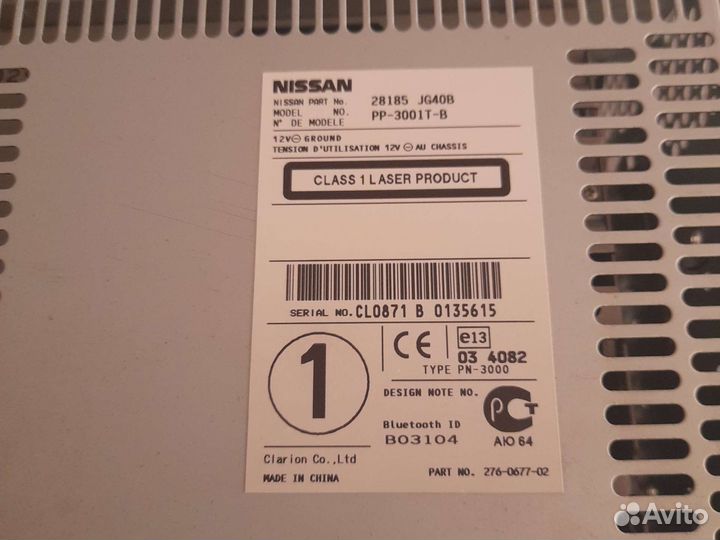 NISSAN
NISSAN PART No. 28185 JG40B
MODEL NO. PP-3001T-B
N° DE MODELE
12V⊖ GROUND
TENSION D'UTILISATION 12V⊖ AU CHASSIS
CLASS 1 LASER PRODUCT
SERIAL NO. CL0871 B 0135615
1
CE
e13
03 4082
TYPE PN-3000
DESIGN NOTE NO.
PCT
Bluetooth ID
B03104
АЮ 64
Clarion Co.,Ltd
MADE IN CHINA
PART NO. 276-0677-02
Avito